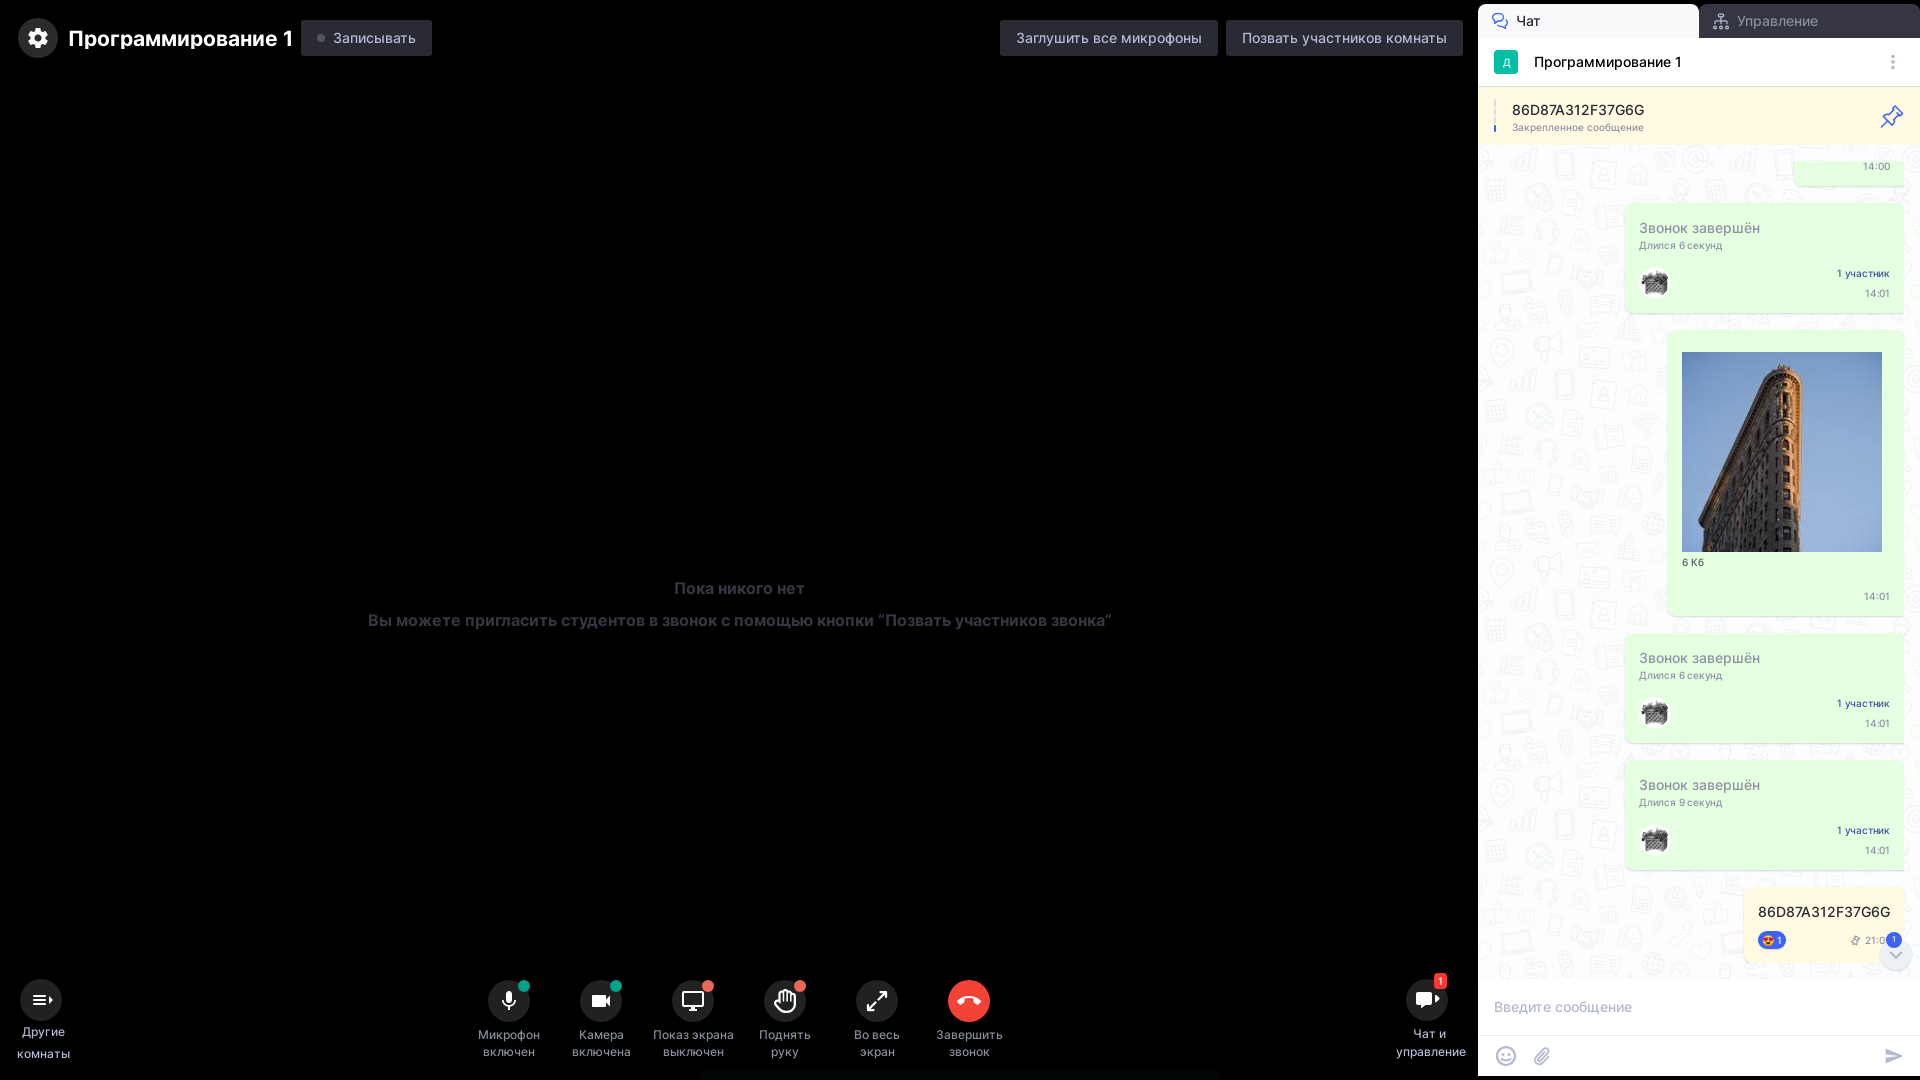 Программирование 1
Записывать
Заглушить все микрофоны
Позвать участников комнаты
Чат
Управление
Д
Программирование 1
86D87A312F37G6G
Закрепленное сообщение
14:00
Звонок завершён
Длился 6 секунд
1 участник
14:01
6 Кб
14:01
Звонок завершён
Длился 6 секунд
1 участник
14:01
Звонок завершён
Длился 9 секунд
1 участник
14:01
86D87A312F37G6G
1
21:0
1
Введите сообщение
Пока никого нет
Вы можете пригласить студентов в звонок с помощью кнопки “Позвать участников звонка”
Другие
комнаты
Микрофон
включен
Камера
включена
Показ экрана
выключен
Поднять
руку
Во весь
экран
Завершить
звонок
1
Чат и
управление